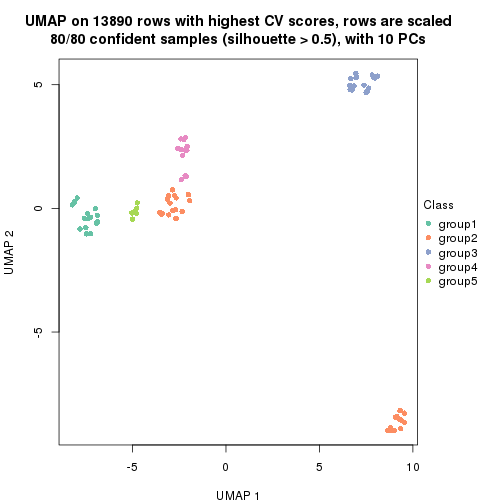 UMAP on 13890 rows with highest CV scores, rows are scaled
80/80 confident samples (silhouette > 0.5), with 10 PCs
5
0
-5
UMAP 2
-5 0 5 10
UMAP 1
Class
group1
group2
group3
group4
group5